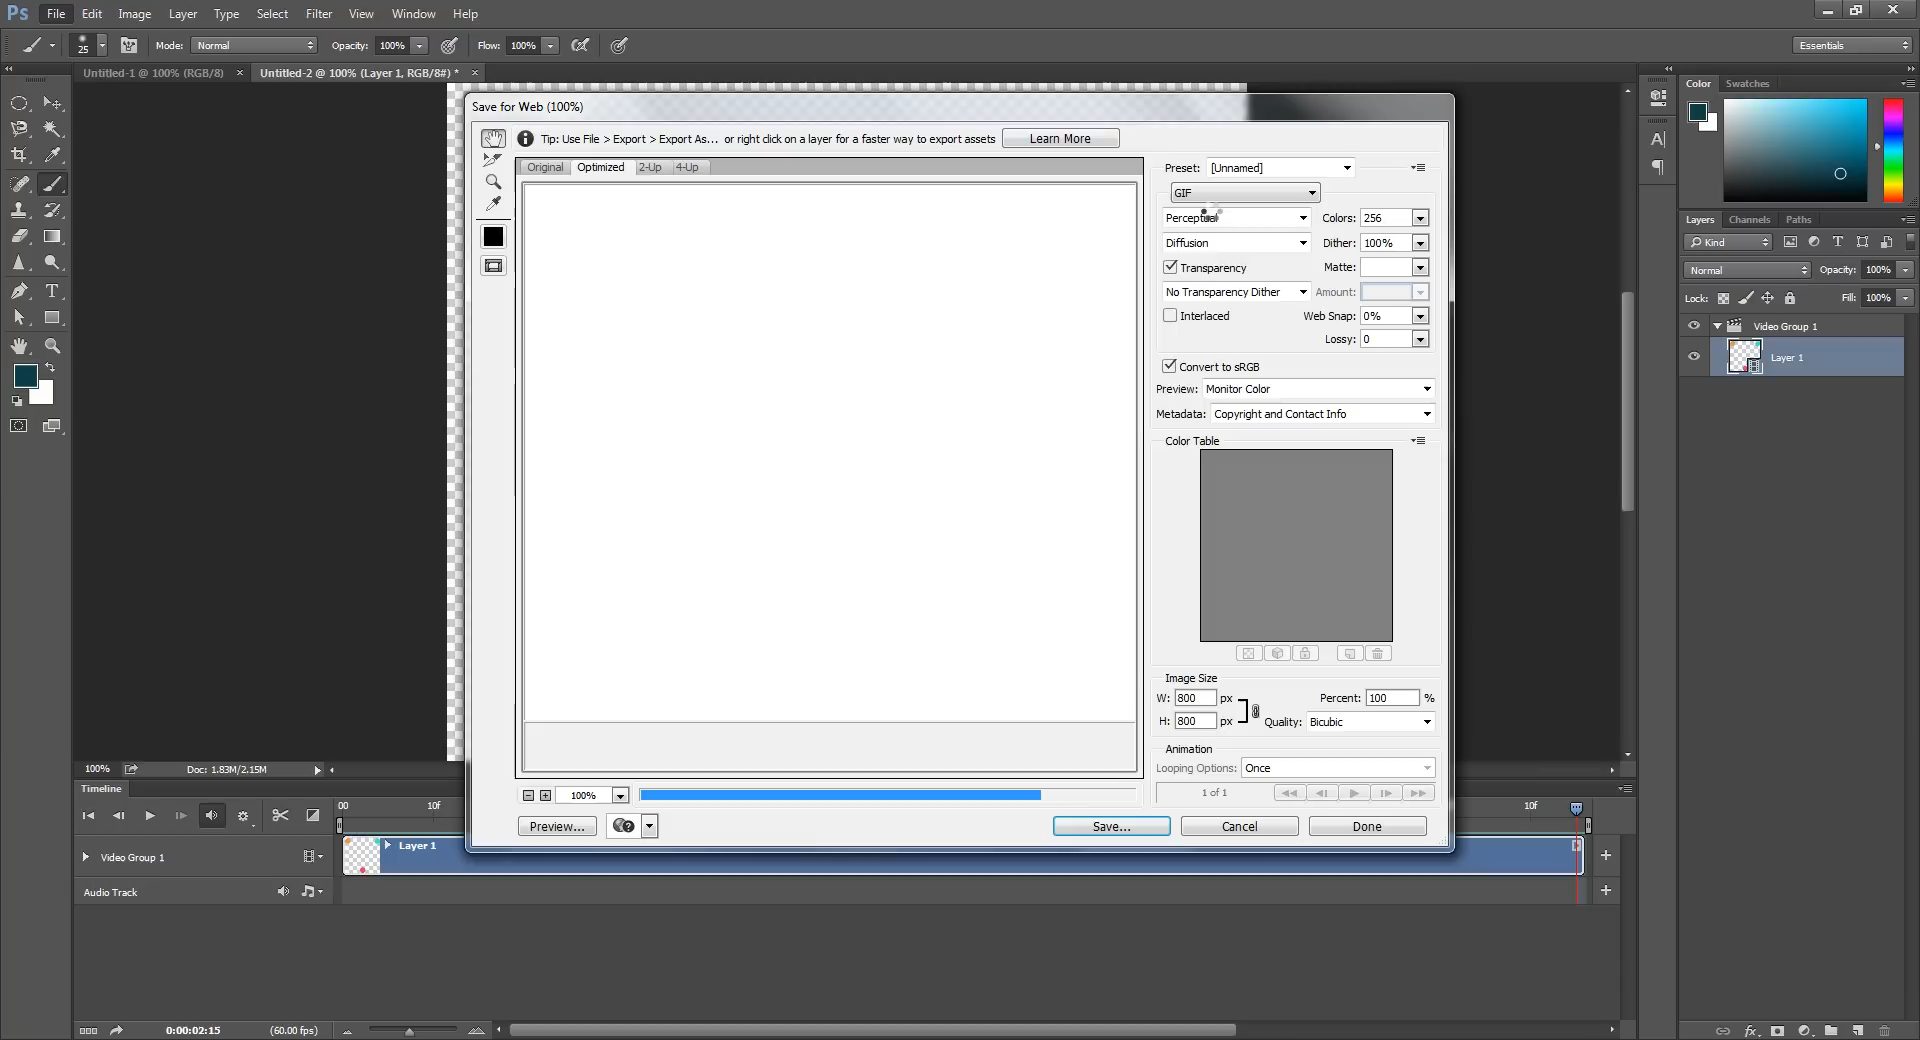 Ps File Edit Image Layer Type Select Filter View Window Help
25 Mode: Normal Opacity: 100% Flow: 100% Essentials
Untitled-1 @ 100% (RGB/8) × Untitled-2 @ 100% (Layer 1, RGB/8#) * ×
Save for Web (100%)
Tip: Use File > Export > Export As... or right click on a layer for a faster way to export assets Learn More
Original Optimized 2-Up 4-Up
Preset: [Unnamed]
GIF
Perceptual Colors: 256
Diffusion Dither: 100%
Transparency Matte:
No Transparency Dither Amount:
Interlaced Web Snap: 0%
Lossy: 0
Convert to sRGB
Preview: Monitor Color
Metadata: Copyright and Contact Info
Color Table
Image Size
W: 800 px Percent: 100 %
H: 800 px Quality: Bicubic
Animation
Looping Options: Once
1 of 1
100%
Preview... Save... Cancel Done
Color Swatches
Layers Channels Paths
Kind
Normal Opacity: 100%
Lock: Fill: 100%
Video Group 1
Layer 1
100% Doc: 1.83M/2.15M
Timeline
00 10f 10f
Video Group 1 Layer 1
Audio Track
0:00:02:15 (60.00 fps)